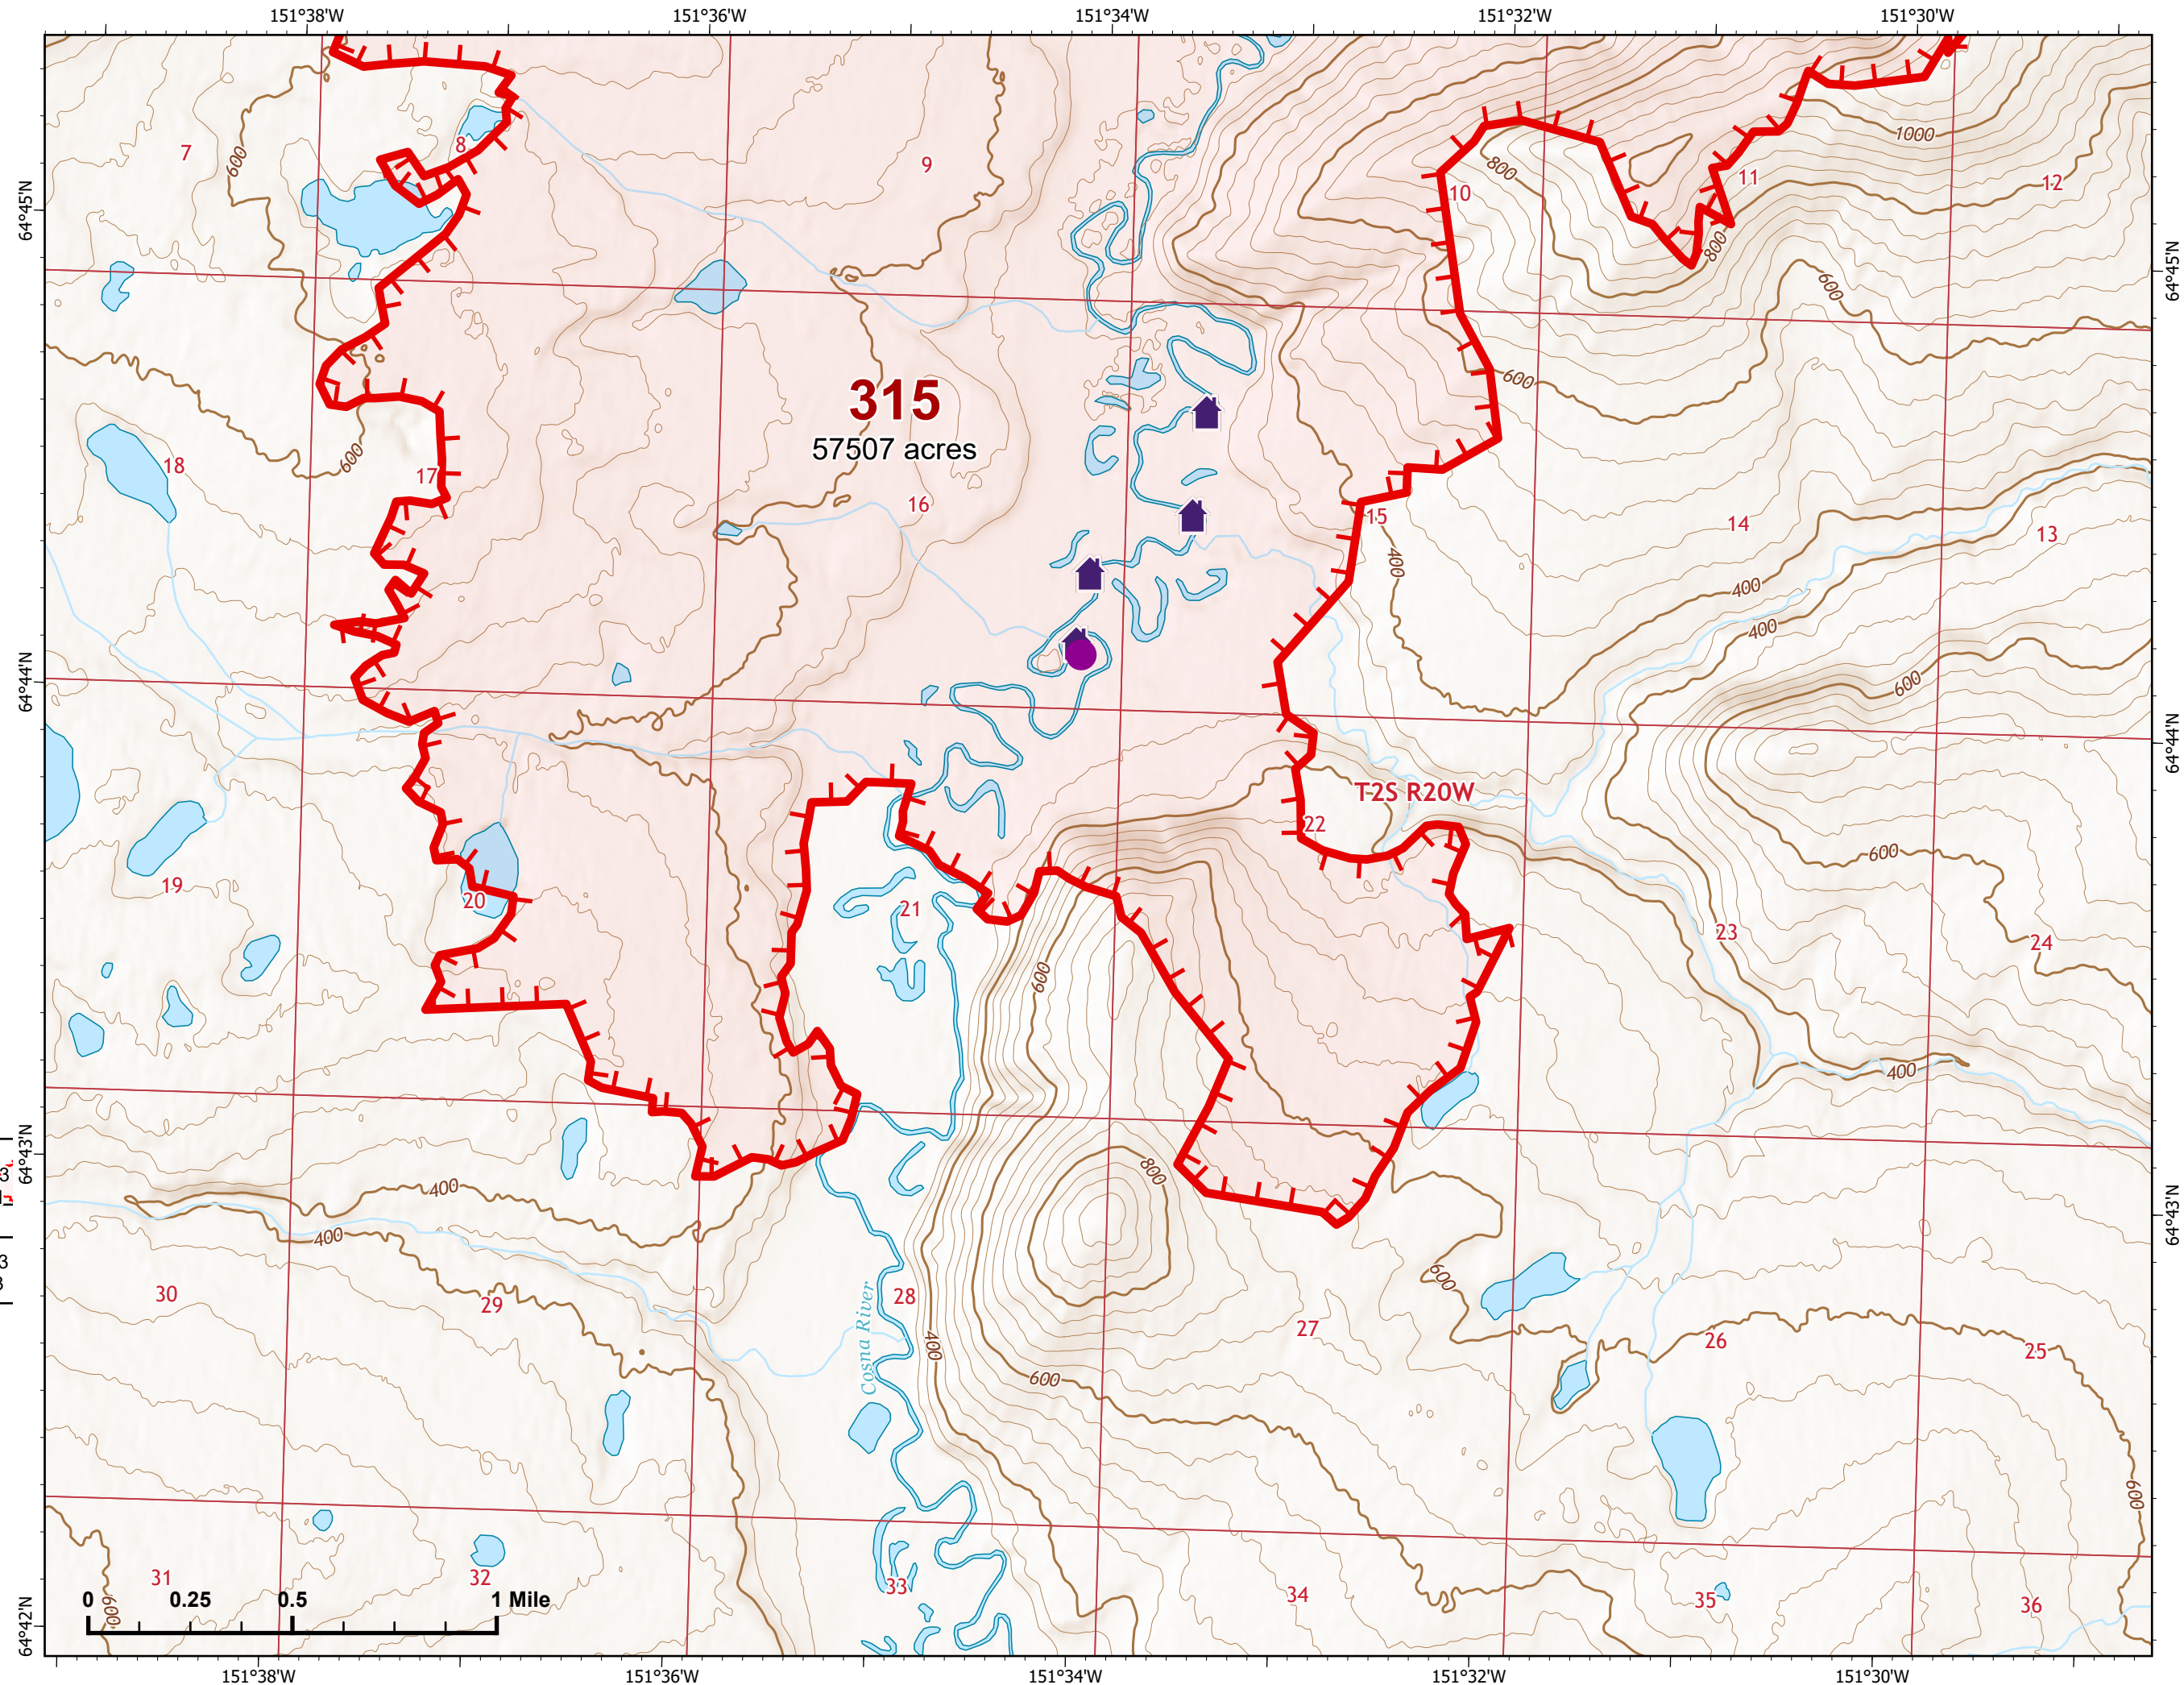 151°38'W 151°36'W 151°34'W 151°32'W 151°30'W
1000
7 600 8 9 800 10 11 12
64°45'N
800 64°45'N
600
600
315
57507 acres
18 600 17 16 15 14 13
400
400
400
64°44'N
600
64°44'N
T2S R20W
22
600
19 20 21 23 24
600
400
64°43'N
800
400
400
64°43'N
600
30 29 28 27 26 25
Cosna River
400
600
600
31 32 33 34 35 36
0 0.25 0.5 1 Mile
600
64°42'N
151°38'W 151°36'W 151°34'W 151°32'W 151°30'W